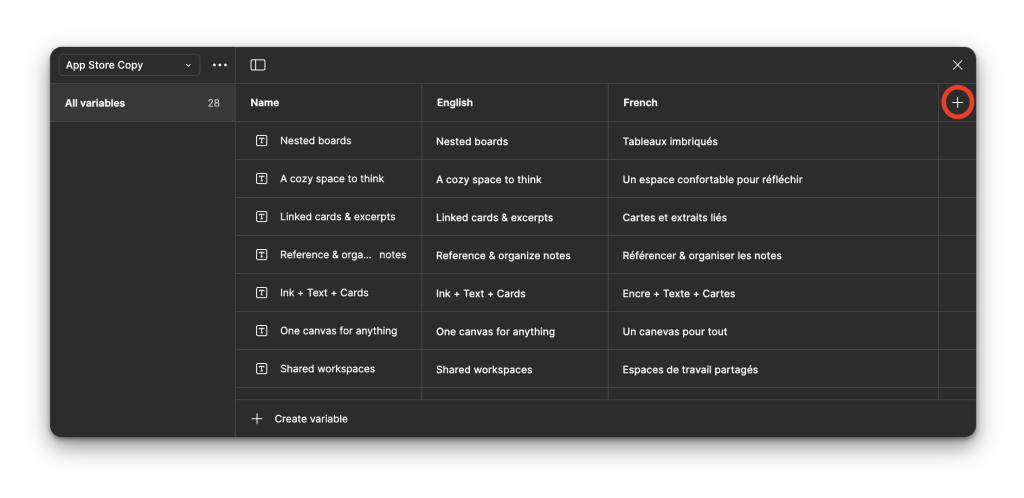 App Store Copy
All variables 28
Name English French
Nested boards Nested boards Tableaux imbriqués
A cozy space to think A cozy space to think Un espace confortable pour réfléchir
Linked cards & excerpts Linked cards & excerpts Cartes et extraits liés
Reference & orga... notes Reference & organize notes Référencer & organiser les notes
Ink + Text + Cards Ink + Text + Cards Encre + Texte + Cartes
One canvas for anything One canvas for anything Un canevas pour tout
Shared workspaces Shared workspaces Espaces de travail partagés
Create variable